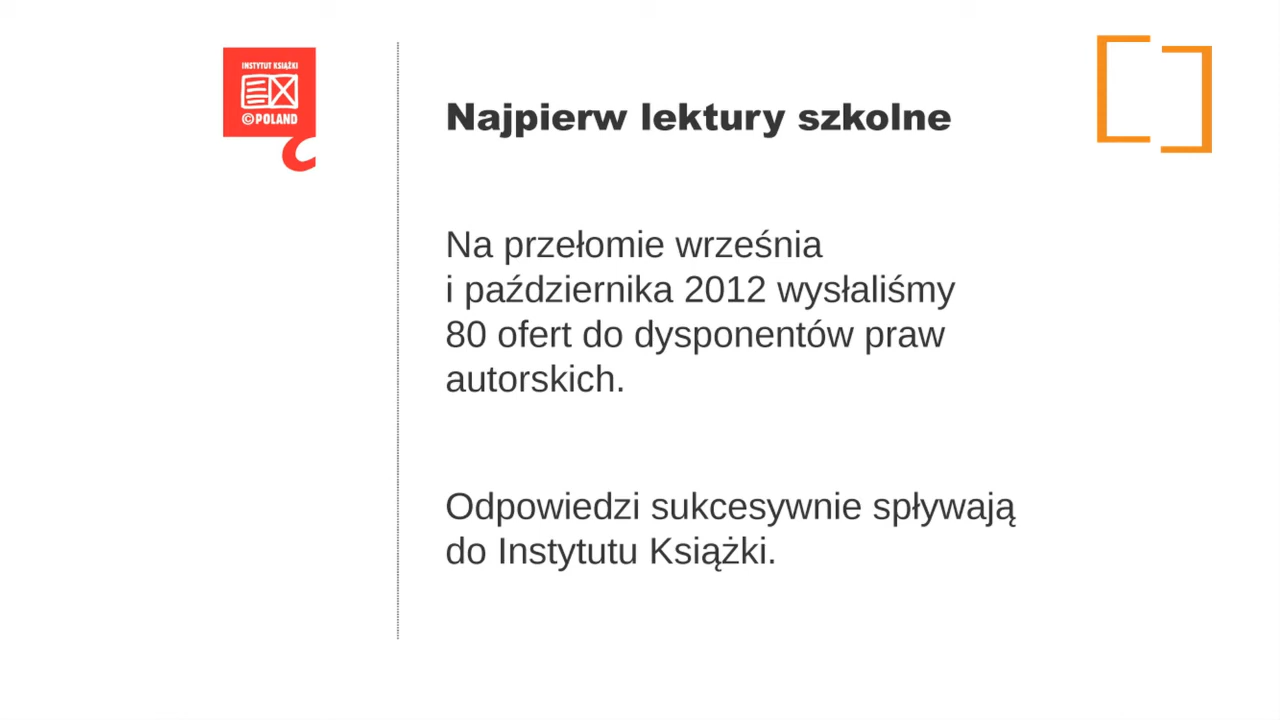 INSTYTUT KSIĄŻKI
©POLAND
Najpierw lektury szkolne
Na przełomie września
i października 2012 wysłaliśmy
80 ofert do dysponentów praw
autorskich.
Odpowiedzi sukcesywnie spływają
do Instytutu Książki.